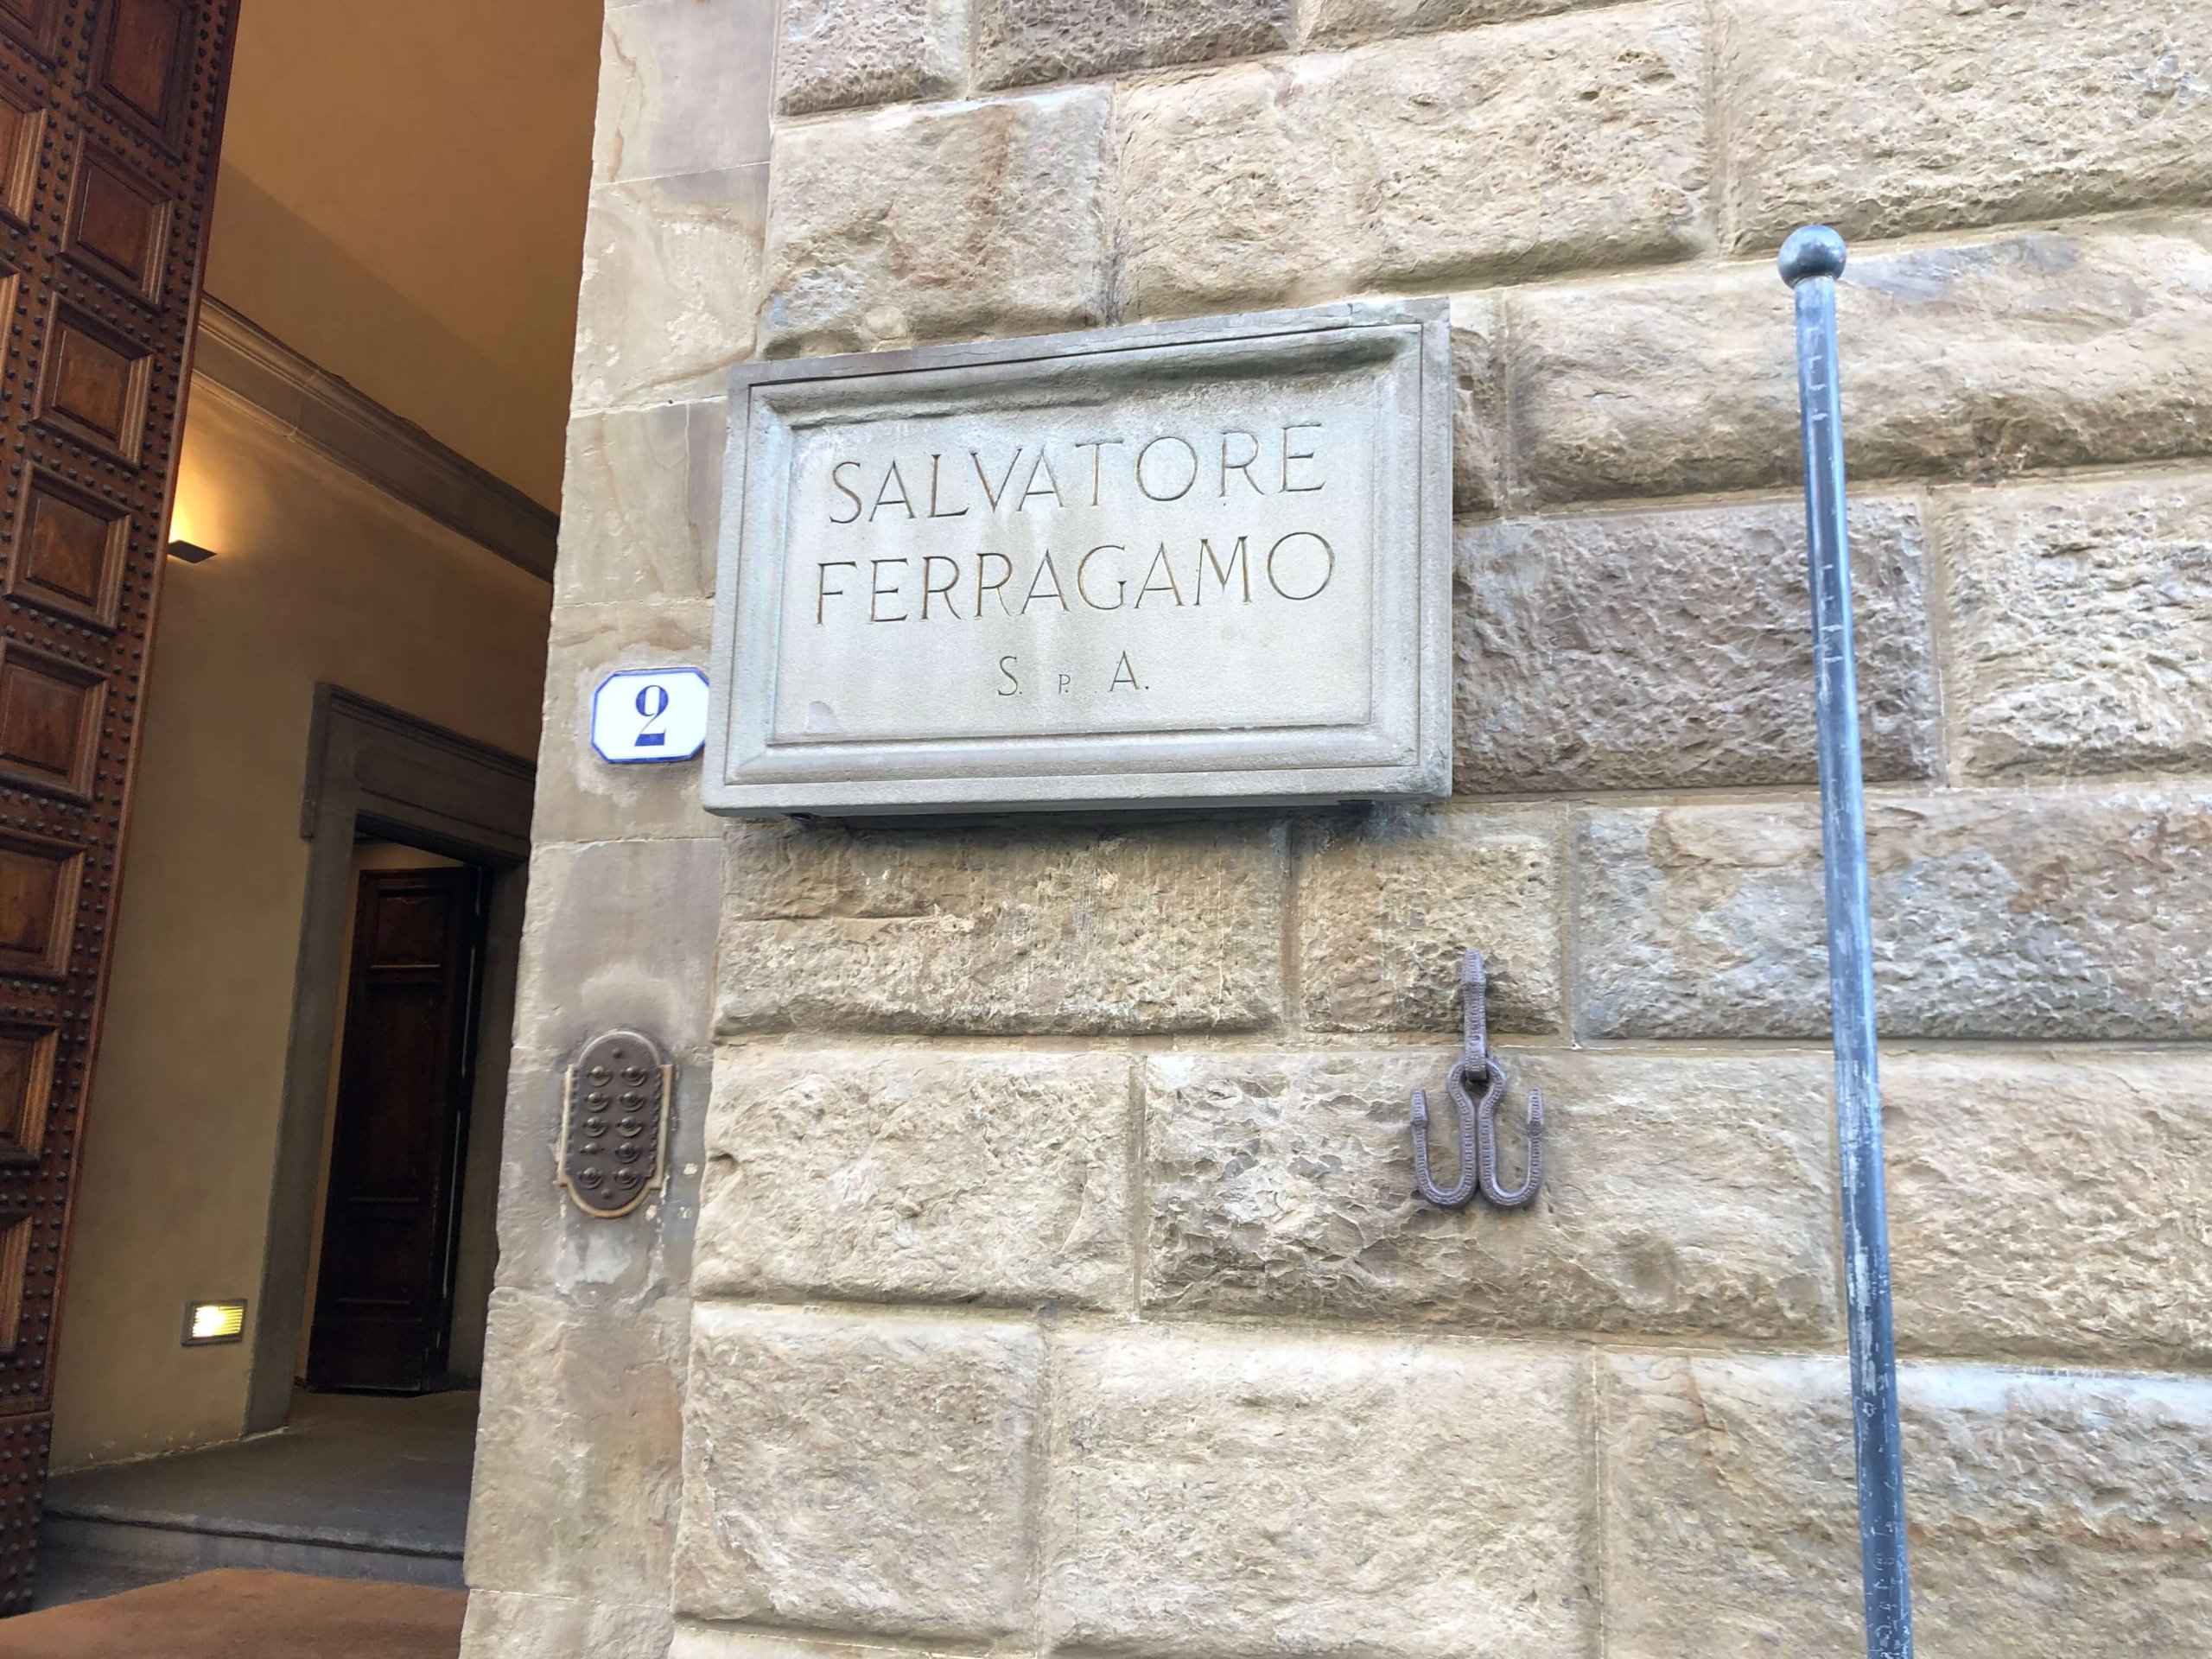 SALVATORE
FERRAGAMO
S. P. A.
2